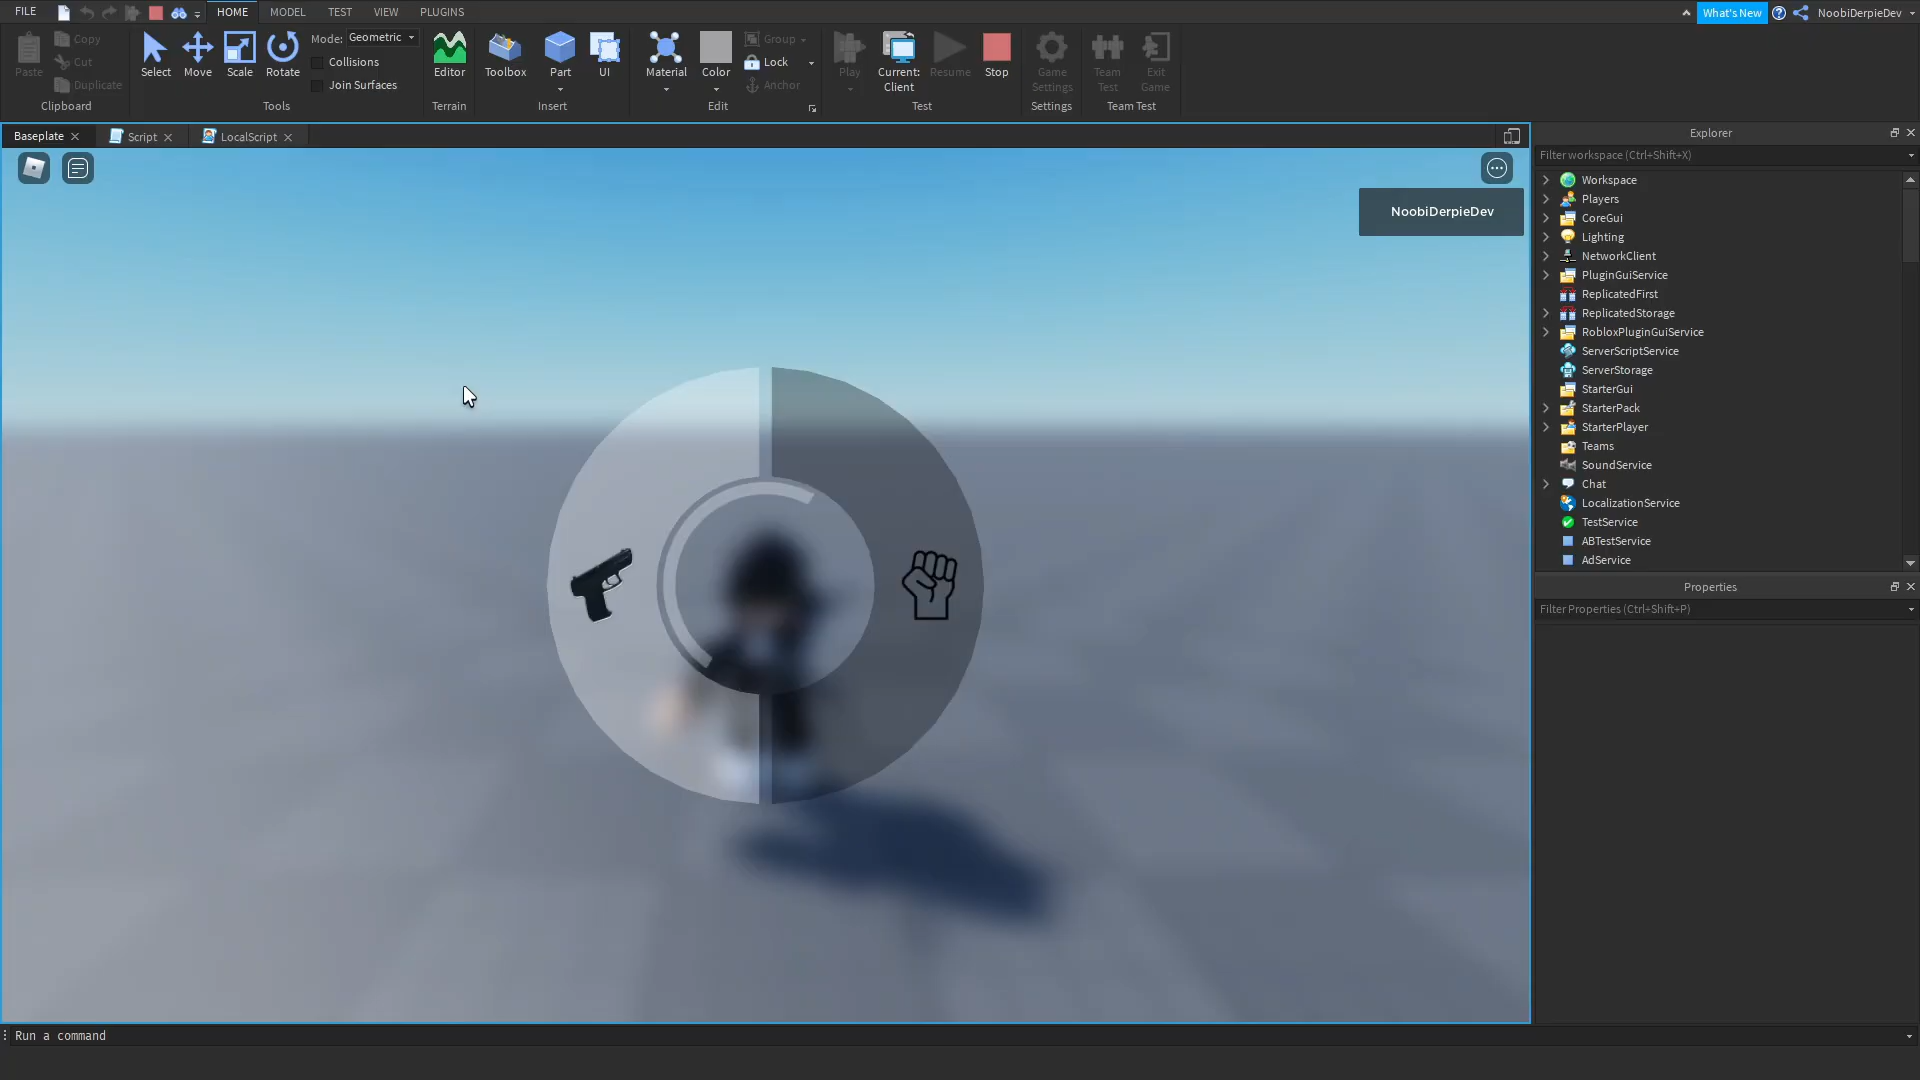 FILE
HOME
MODEL
TEST
VIEW
PLUGINS
What's New
NoobiDerpieDev
Paste
Copy
Cut
Duplicate
Clipboard
Select
Move
Scale
Rotate
Mode: Geometric
Collisions
Join Surfaces
Tools
Editor
Terrain
Toolbox
Part
UI
Insert
Material
Color
Group
Lock
Anchor
Edit
Play
Current:
Client
Resume
Stop
Test
Game
Settings
Settings
Team
Test
Exit
Game
Team Test
Baseplate
Script
LocalScript
NoobiDerpieDev
Explorer
Filter workspace (Ctrl+Shift+X)
Workspace
Players
CoreGui
Lighting
NetworkClient
PluginGuiService
ReplicatedFirst
ReplicatedStorage
RobloxPluginGuiService
ServerScriptService
ServerStorage
StarterGui
StarterPack
StarterPlayer
Teams
SoundService
Chat
LocalizationService
TestService
ABTestService
AdService
Properties
Filter Properties (Ctrl+Shift+P)
Run a command